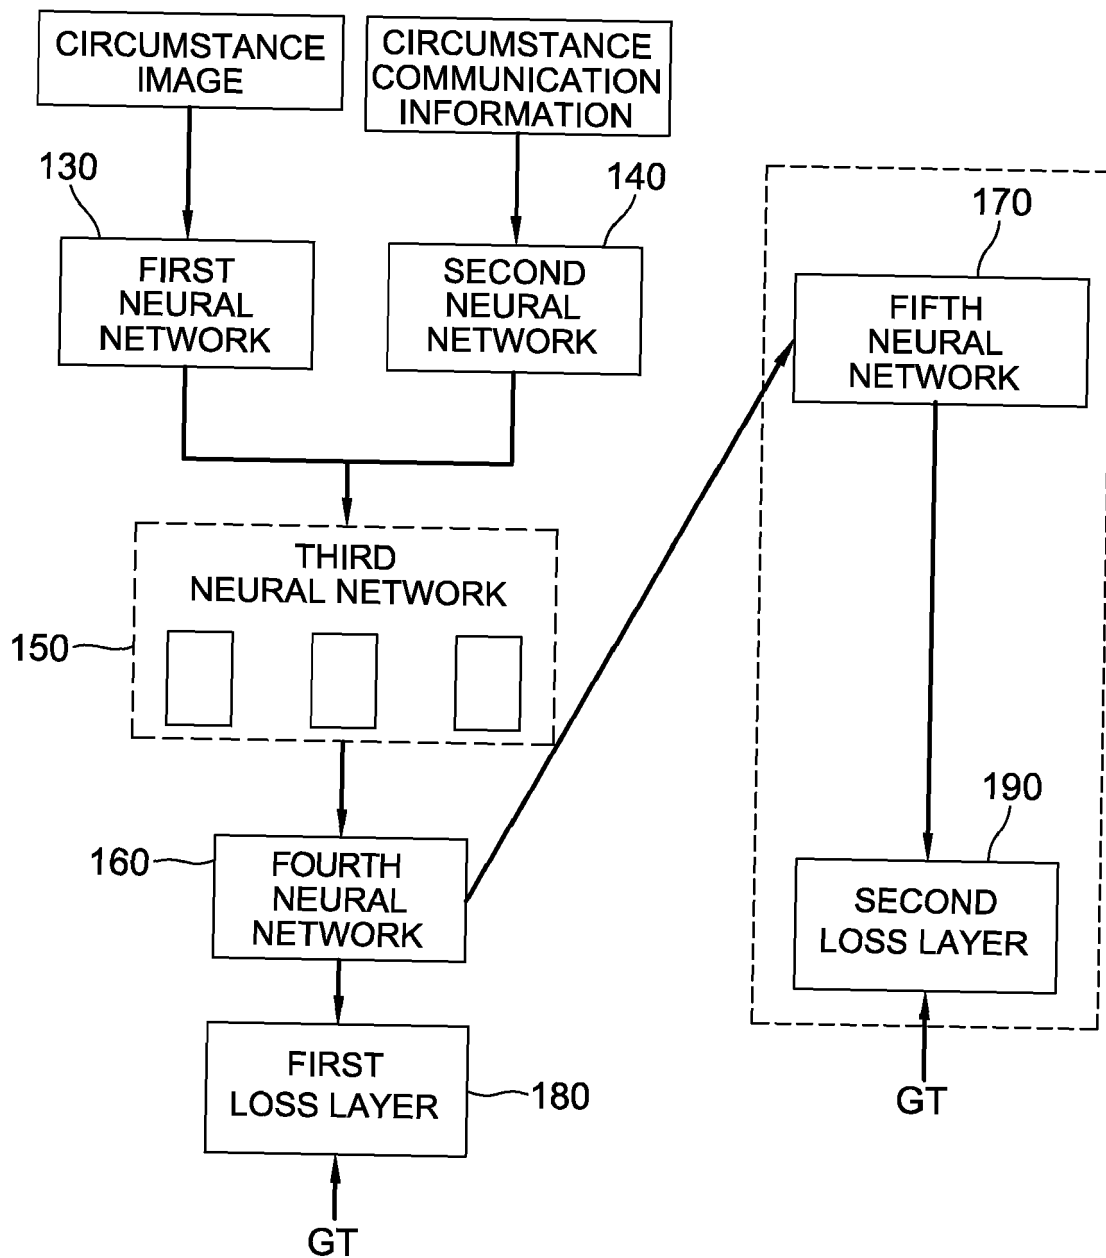 CIRCUMSTANCE
IMAGE
CIRCUMSTANCE
COMMUNICATION
INFORMATION
130
140
170
FIRST
NEURAL
NETWORK
SECOND
NEURAL
NETWORK
FIFTH
NEURAL
NETWORK
THIRD
NEURAL NETWORK
150
160
FOURTH
NEURAL
NETWORK
190
SECOND
LOSS LAYER
FIRST
LOSS LAYER
180
GT
GT